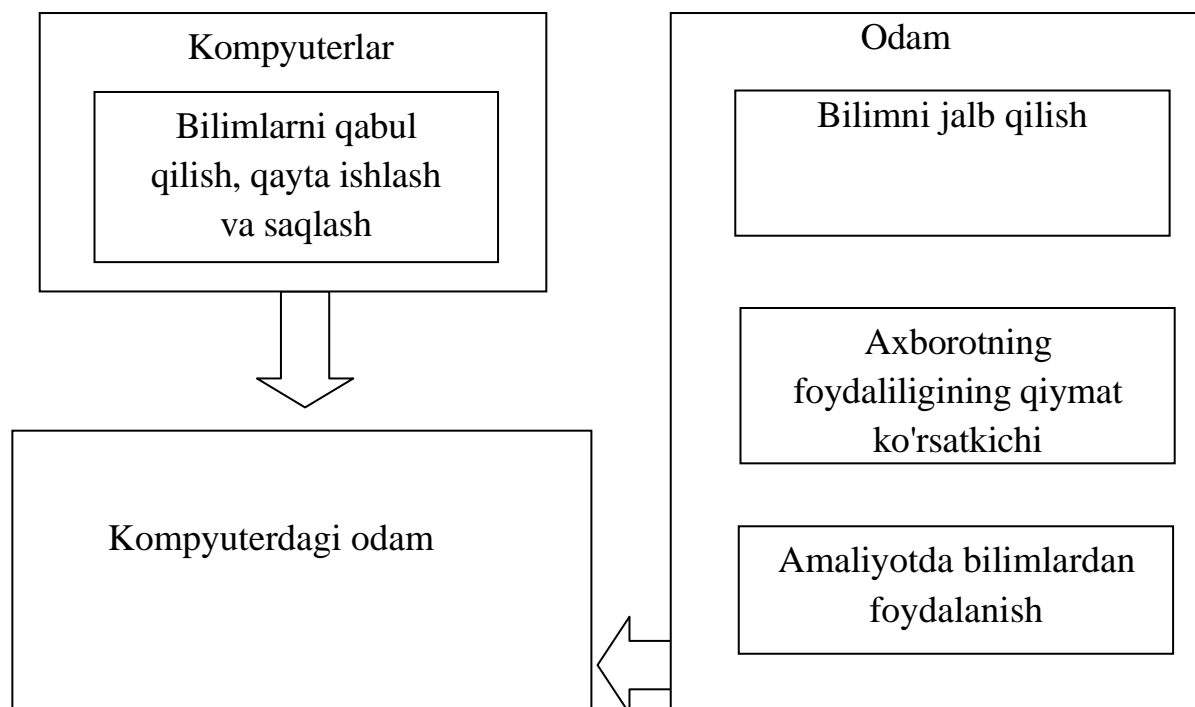 Kompyuterlar
Bilimlarni qabul
qilish, qayta ishlash
va saqlash
Kompyuterdagi odam
Odam
Bilimni jalb qilish
Axborotning
foydaliligining qiymat
ko'rsatkichi
Amaliyotda bilimlardan
foydalanish